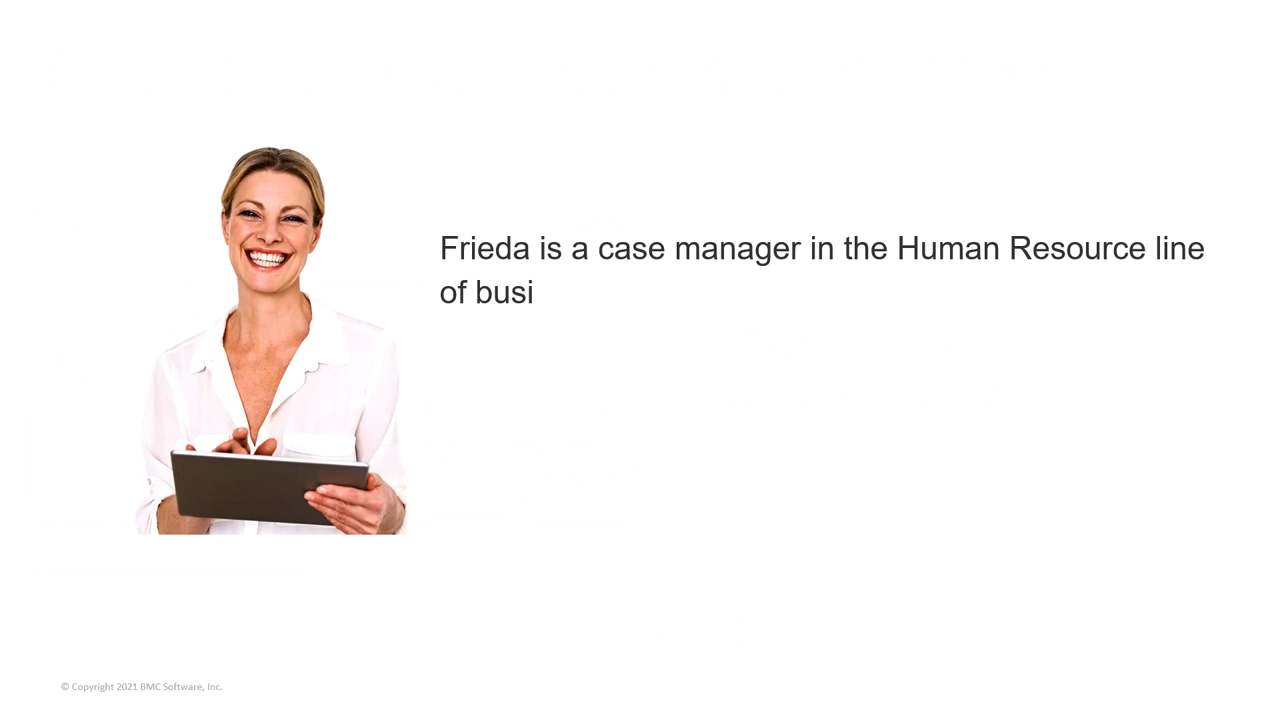 Frieda is a case manager in the Human Resource line
of busi
© Copyright 2021 BMC Software, Inc.